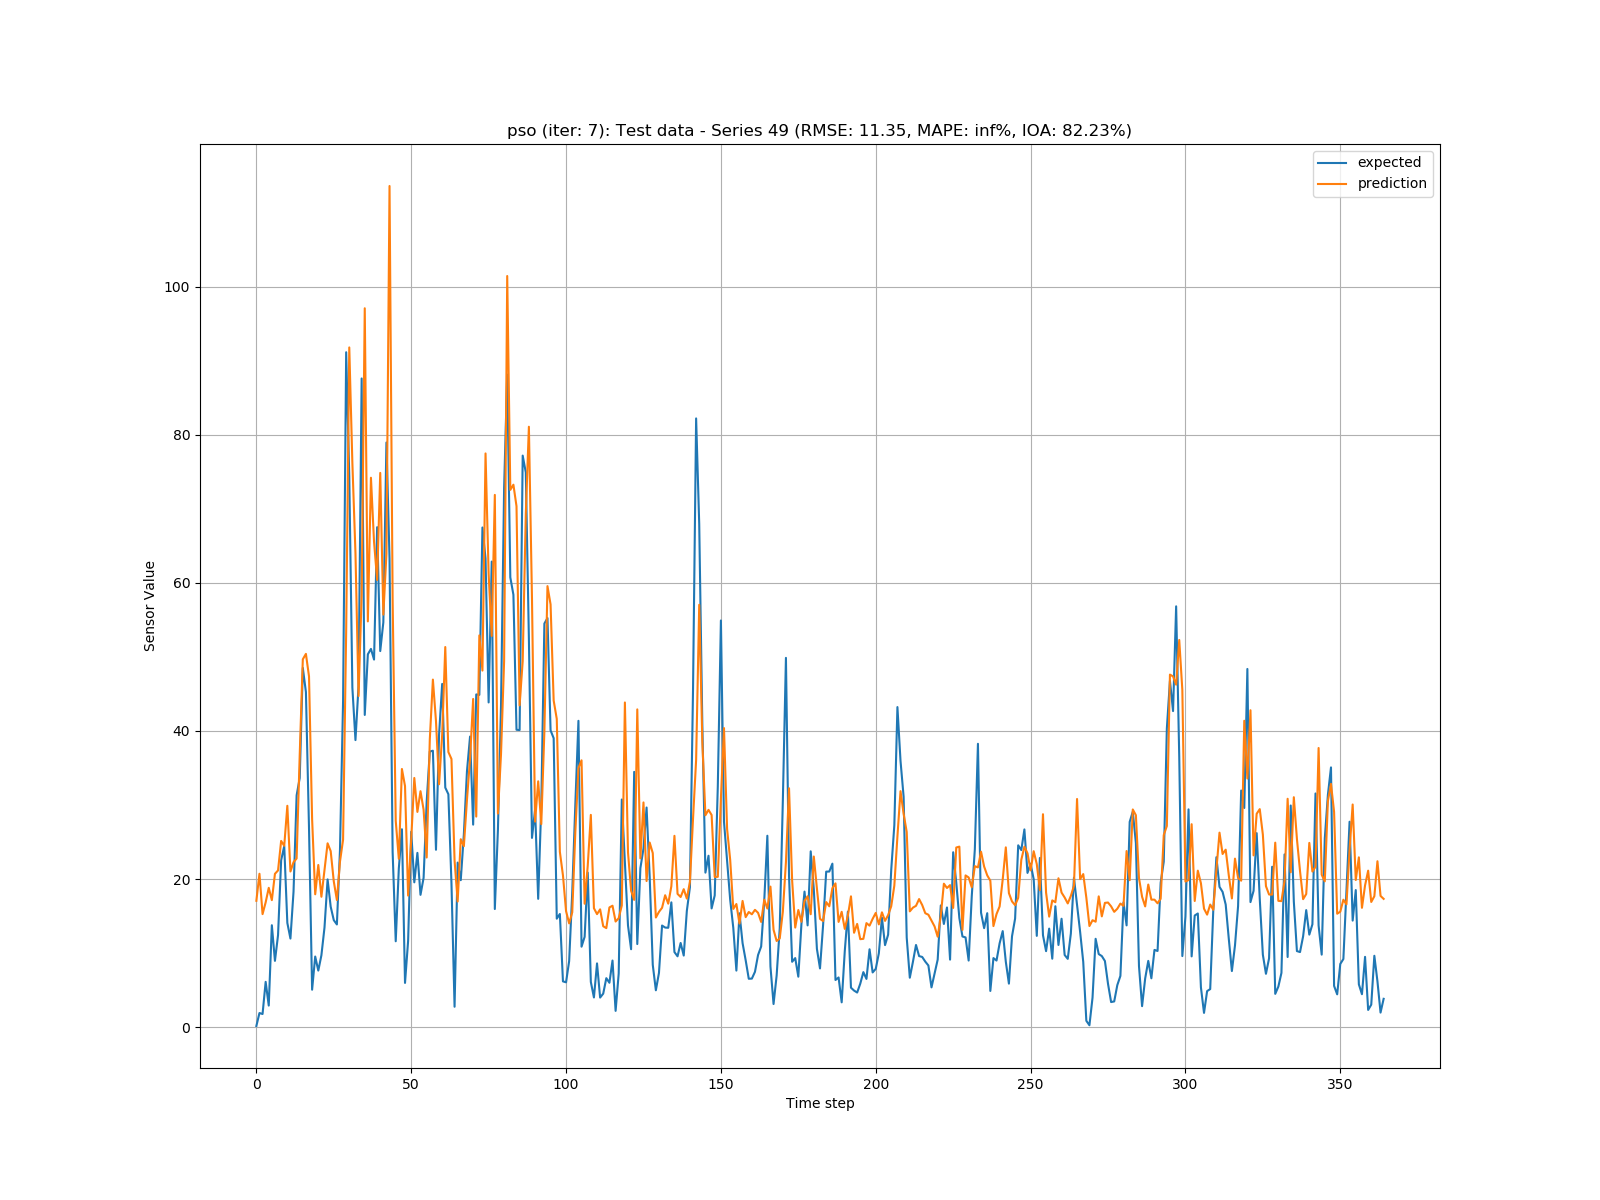 pso (iter: 7): Test data - Series 49 (RMSE: 11.35, MAPE: inf%, IOA: 82.23%)
expected
prediction
Sensor Value
100
80
60
40
20
0
0 50 100 150 200 250 300 350
Time step